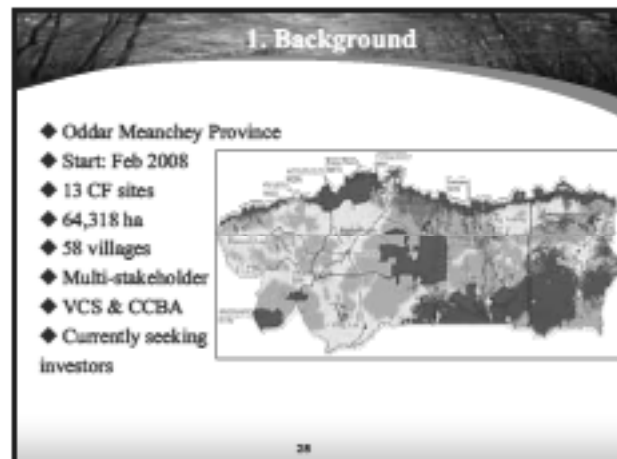 1. Background
◆ Oddar Meanchey Province
◆ Start: Feb 2008
◆ 13 CF sites
◆ 64,318 ha
◆ 58 villages
◆ Multi-stakeholder
◆ VCS & CCBA
◆ Currently seeking
investors
28